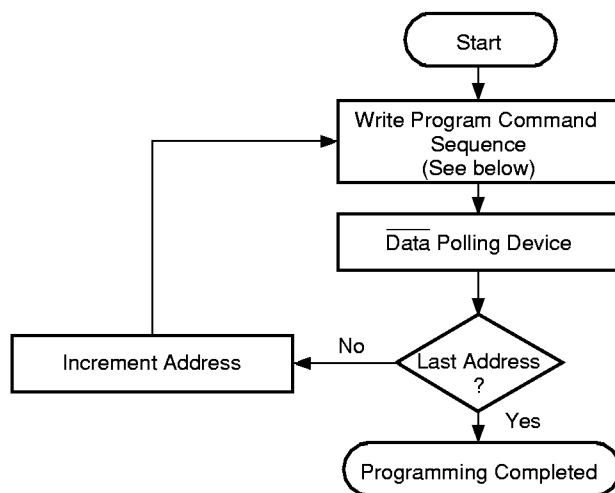 Start
Write Program Command
Sequence
(See below)
Data Polling Device
Last Address
?
No
Increment Address
Yes
Programming Completed